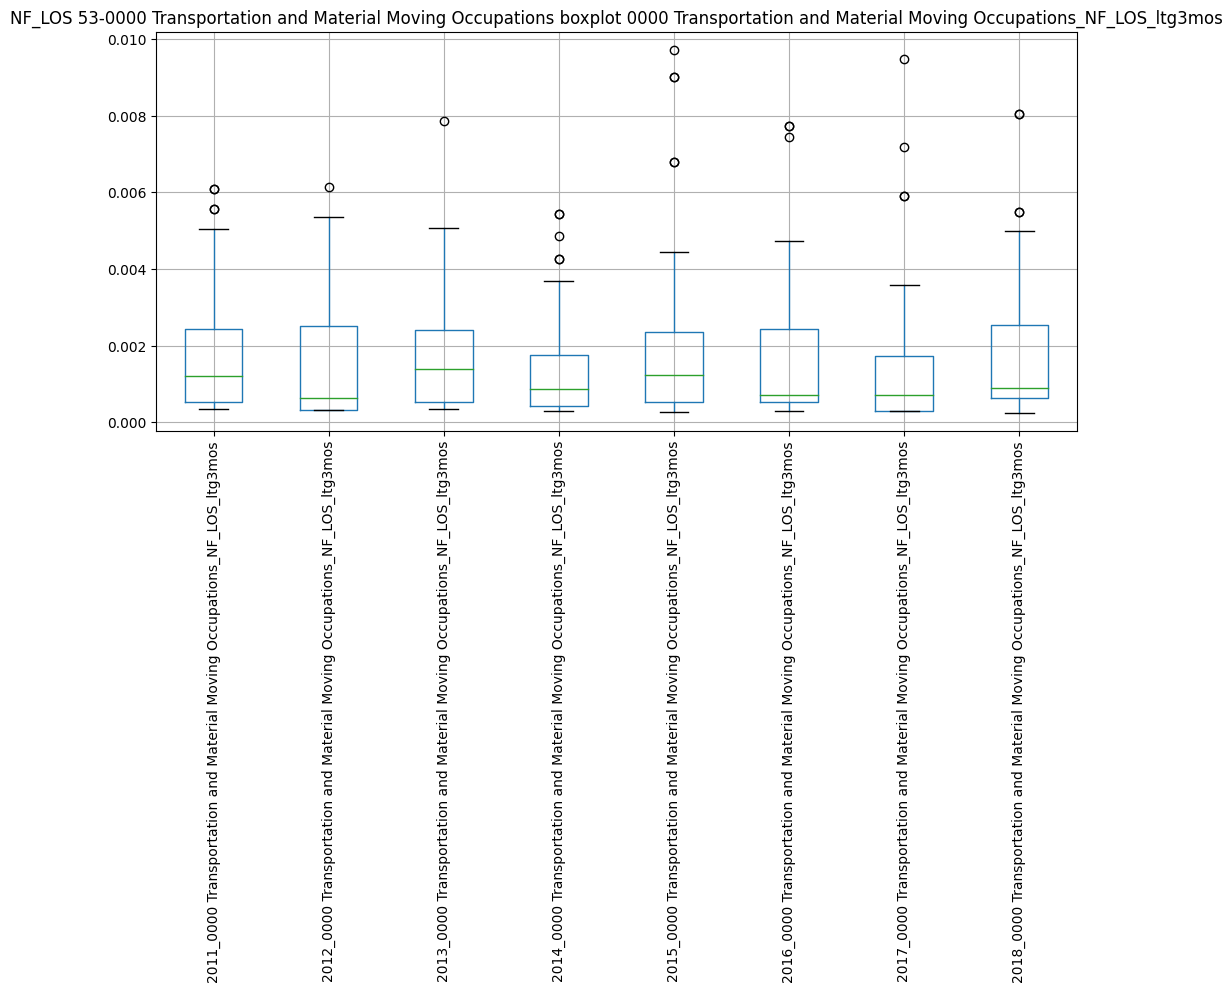 NF_LOS 53-0000 Transportation and Material Moving Occupations boxplot 0000 Transportation and Material Moving Occupations_NF_LOS_ltg3mos
0.010
0.008
0.006
0.004
0.002
0.000
2011_0000 Transportation and Material Moving Occupations_NF_LOS_ltg3mos
2012_0000 Transportation and Material Moving Occupations_NF_LOS_ltg3mos
2013_0000 Transportation and Material Moving Occupations_NF_LOS_ltg3mos
2014_0000 Transportation and Material Moving Occupations_NF_LOS_ltg3mos
2015_0000 Transportation and Material Moving Occupations_NF_LOS_ltg3mos
2016_0000 Transportation and Material Moving Occupations_NF_LOS_ltg3mos
2017_0000 Transportation and Material Moving Occupations_NF_LOS_ltg3mos
2018_0000 Transportation and Material Moving Occupations_NF_LOS_ltg3mos